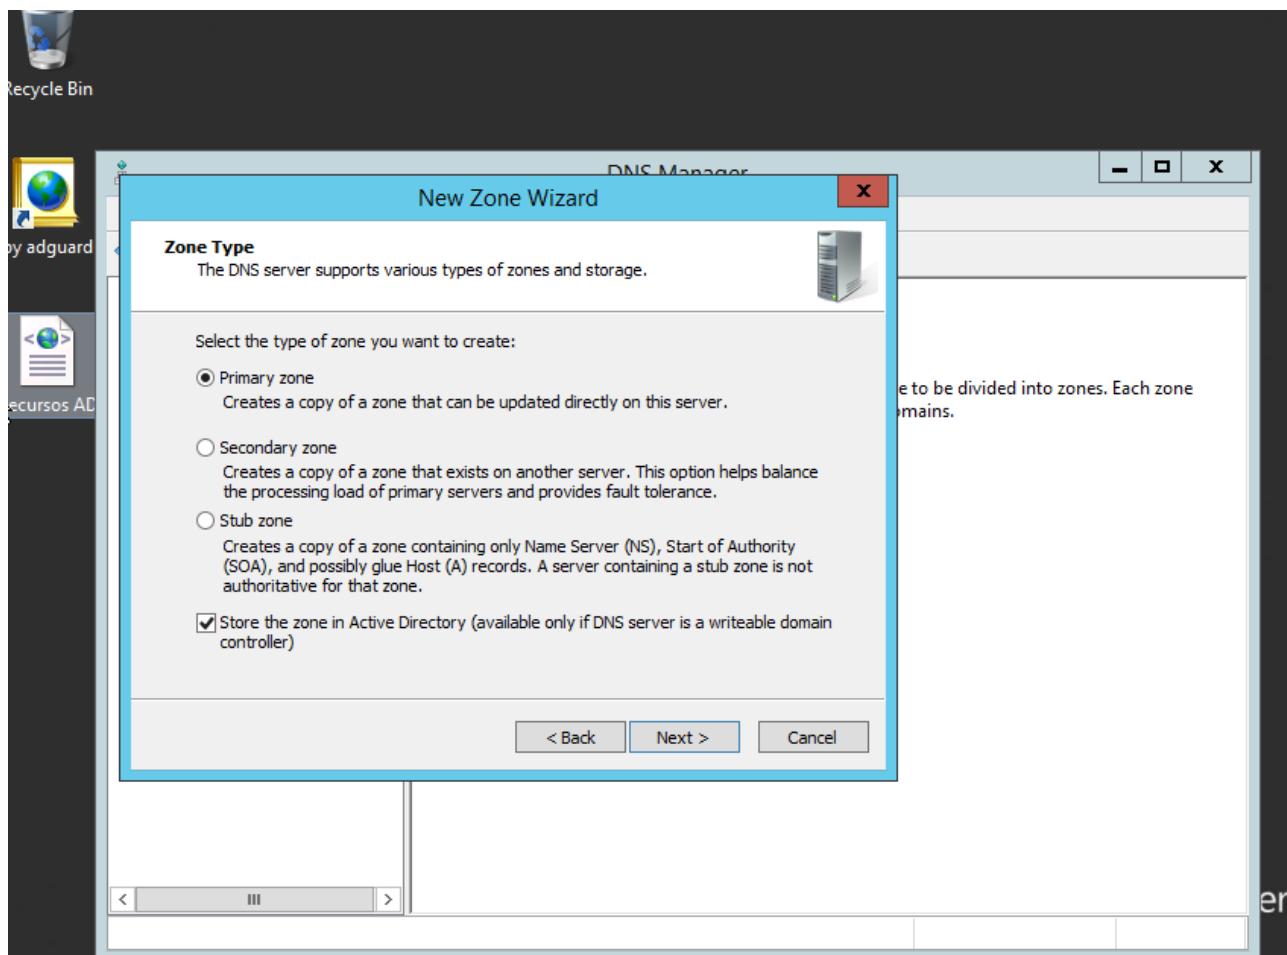 Recycle Bin
by adguard
ecursos AD
DNS Manager
X
New Zone Wizard
x
Zone Type
The DNS server supports various types of zones and storage.
Select the type of zone you want to create:
Primary zone
Creates a copy of a zone that can be updated directly on this server.
Secondary zone
Creates a copy of a zone that exists on another server. This option helps balance
the processing load of primary servers and provides fault tolerance.
Stub zone
Creates a copy of a zone containing only Name Server (NS), Start of Authority
(SOA), and possibly glue Host (A) records. A server containing a stub zone is not
authoritative for that zone.
Store the zone in Active Directory (available only if DNS server is a writeable domain
controller)
< Back
Next >
Cancel
e to be divided into zones. Each zone
omains.
er